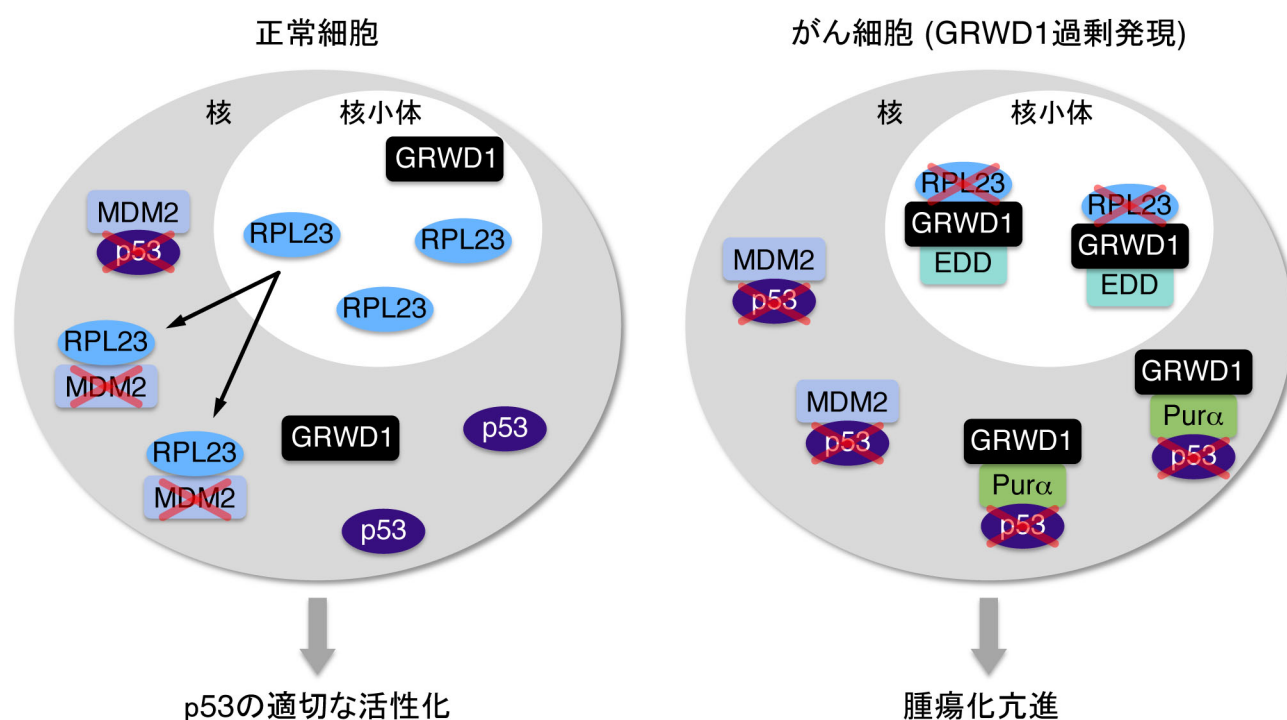 正常細胞
核
核小体
GRWD1
MDM2
p53
RPL23
RPL23
RPL23
RPL23
MDM2
RPL23
MDM2
GRWD1
p53
p53
p53の適切な活性化
がん細胞 (GRWD1過剰発現)
核
核小体
RPL23
GRWD1
EDD
RPL23
GRWD1
EDD
MDM2
p53
MDM2
p53
GRWD1
Purα
p53
GRWD1
Purα
p53
腫瘍化亢進